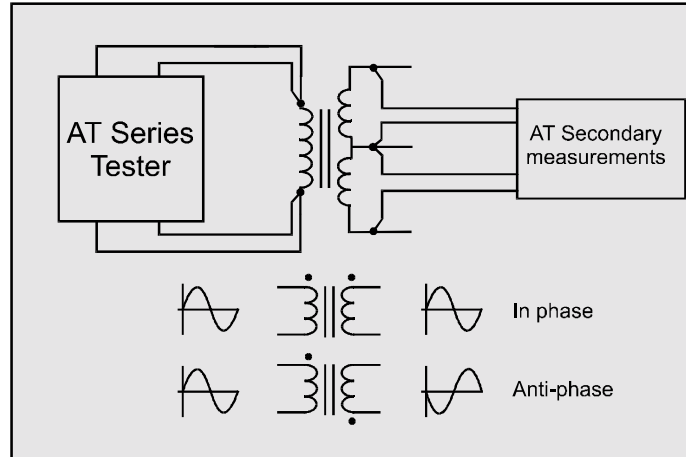 AT Series
Tester
AT Secondary
measurements
In phase
Anti-phase